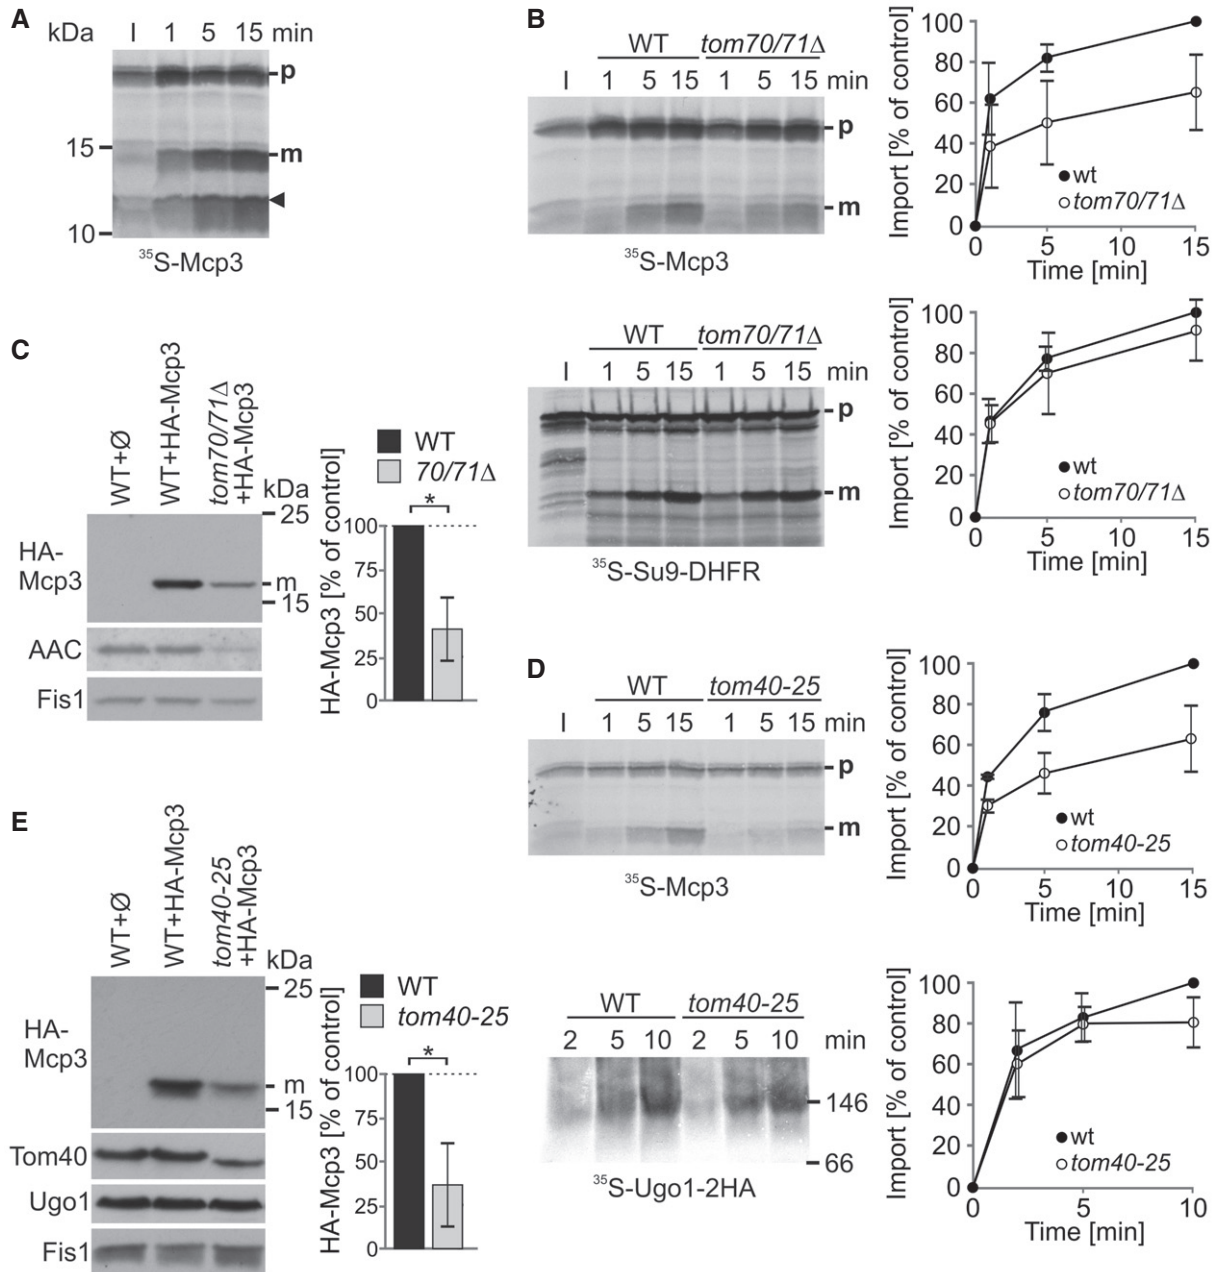 A
kDa I 1 5 15 min
p
15
m
10
³⁵S-Mcp3
B
WT tom70/71Δ
I 1 5 15 1 5 15 min
p
m
³⁵S-Mcp3
Import [% of control]
100
80
60
40
20
0
wt
tom70/71Δ
0 5 10 15
Time [min]
WT tom70/71Δ
I 1 5 15 1 5 15 min
p
m
³⁵S-Su9-DHFR
Import [% of control]
100
80
60
40
20
0
wt
tom70/71Δ
0 5 10 15
Time [min]
C
WT+Ø
WT+HA-Mcp3
tom70/71Δ
+HA-Mcp3
kDa
25
HA-
Mcp3
m
15
AAC
Fis1
WT
70/71Δ
HA-Mcp3 [% of control]
*
100
75
50
25
0
D
WT tom40-25
I 1 5 15 1 5 15 min
p
m
³⁵S-Mcp3
Import [% of control]
100
80
60
40
20
0
wt
tom40-25
0 5 10 15
Time [min]
WT tom40-25
2 5 10 2 5 10 min
146
66
³⁵S-Ugo1-2HA
Import [% of control]
100
80
60
40
20
0
wt
tom40-25
0 5 10
Time [min]
E
WT+Ø
WT+HA-Mcp3
tom40-25
+HA-Mcp3
kDa
25
HA-
Mcp3
m
15
Tom40
Ugo1
Fis1
WT
tom40-25
HA-Mcp3 [% of control]
*
100
75
50
25
0